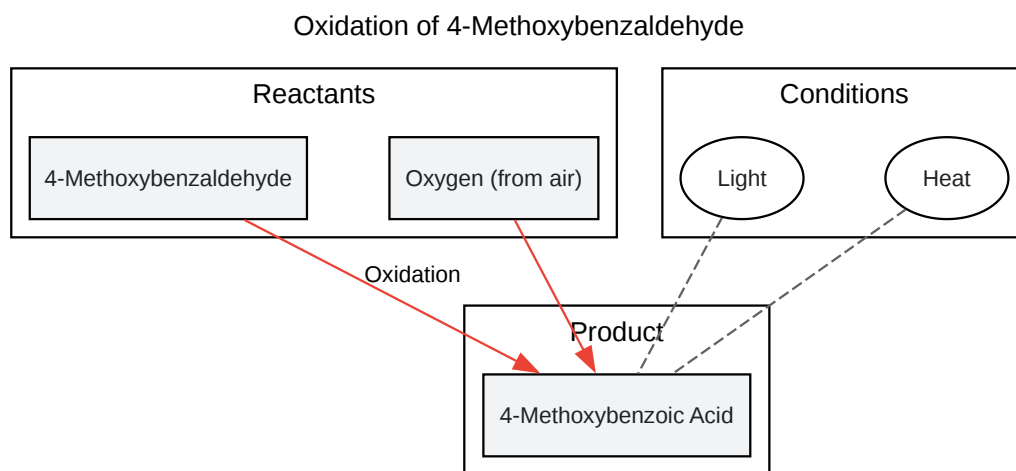 Oxidation of 4-Methoxybenzaldehyde
Reactants
Conditions
4-Methoxybenzaldehyde
Oxygen (from air)
Light
Heat
Oxidation
Product
4-Methoxybenzoic Acid